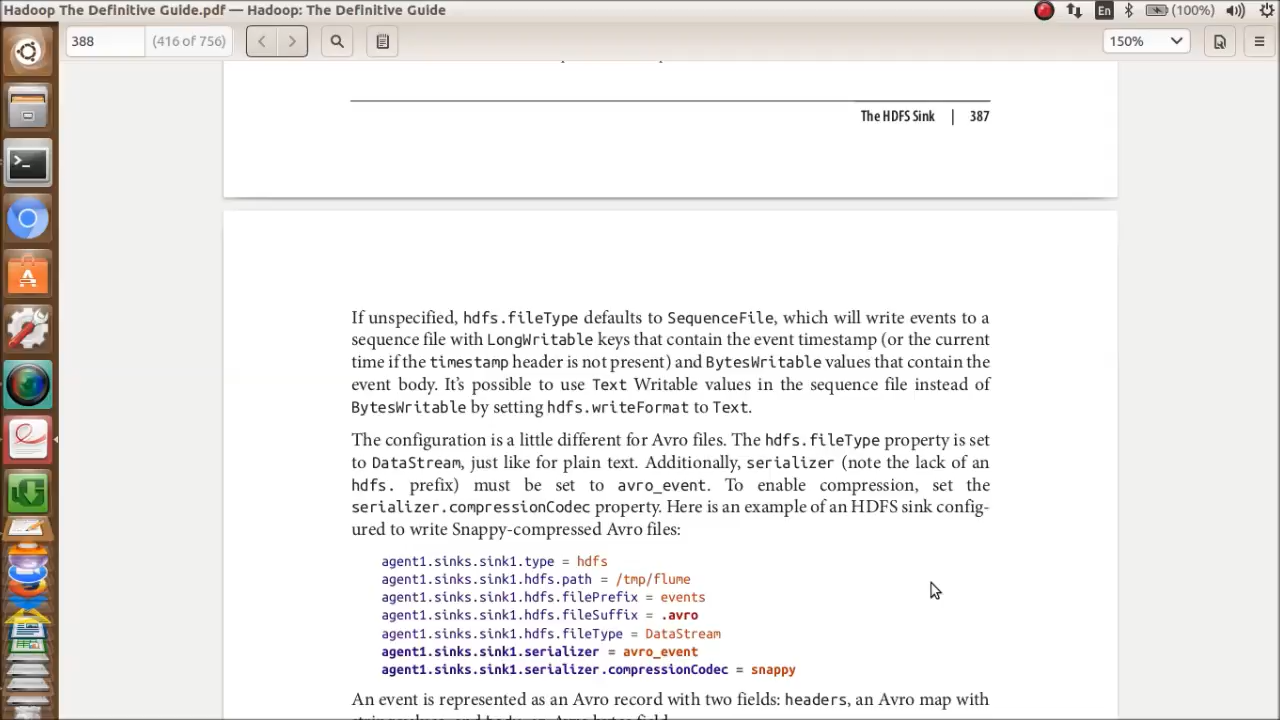 Hadoop The Definitive Guide.pdf — Hadoop: The Definitive Guide
En
(100%)
388
(416 of 756)
150%
The HDFS Sink | 387
If unspecified, hdfs.fileType defaults to SequenceFile, which will write events to a
sequence file with LongWritable keys that contain the event timestamp (or the current
time if the timestamp header is not present) and BytesWritable values that contain the
event body. It’s possible to use Text Writable values in the sequence file instead of
BytesWritable by setting hdfs.writeFormat to Text.
The configuration is a little different for Avro files. The hdfs.fileType property is set
to DataStream, just like for plain text. Additionally, serializer (note the lack of an
hdfs. prefix) must be set to avro_event. To enable compression, set the
serializer.compressionCodec property. Here is an example of an HDFS sink config-
ured to write Snappy-compressed Avro files:
agent1.sinks.sink1.type = hdfs
agent1.sinks.sink1.hdfs.path = /tmp/flume
agent1.sinks.sink1.hdfs.filePrefix = events
agent1.sinks.sink1.hdfs.fileSuffix = .avro
agent1.sinks.sink1.hdfs.fileType = DataStream
agent1.sinks.sink1.serializer = avro_event
agent1.sinks.sink1.serializer.compressionCodec = snappy
An event is represented as an Avro record with two fields: headers, an Avro map with